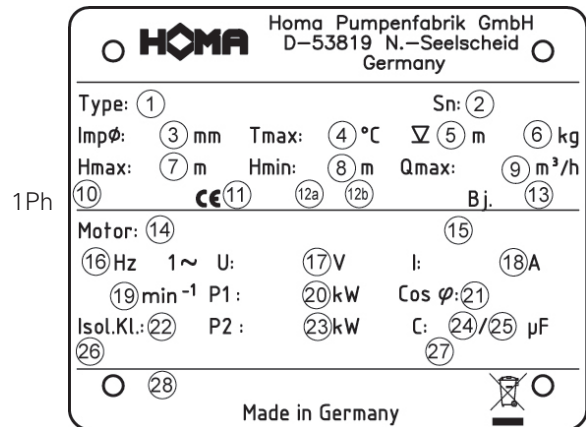 HOMA Homa Pumpenfabrik GmbH
D-53819 N.-Seelscheid
Germany
Type: 1 Sn: 2
ImpØ: 3 mm Tmax: 4 °C ∇ 5 m 6 kg
Hmax: 7 m Hmin: 8 m Qmax: 9 m³/h
1Ph
10 CE 11 12a 12b Bj. 13
Motor: 14 15
16 Hz 1~ U: 17 V I: 18 A
19 min⁻¹ P1: 20 kW Cos φ: 21
Isol.Kl.: 22 P2: 23 kW C: 24/25 µF
26 27
28
Made in Germany